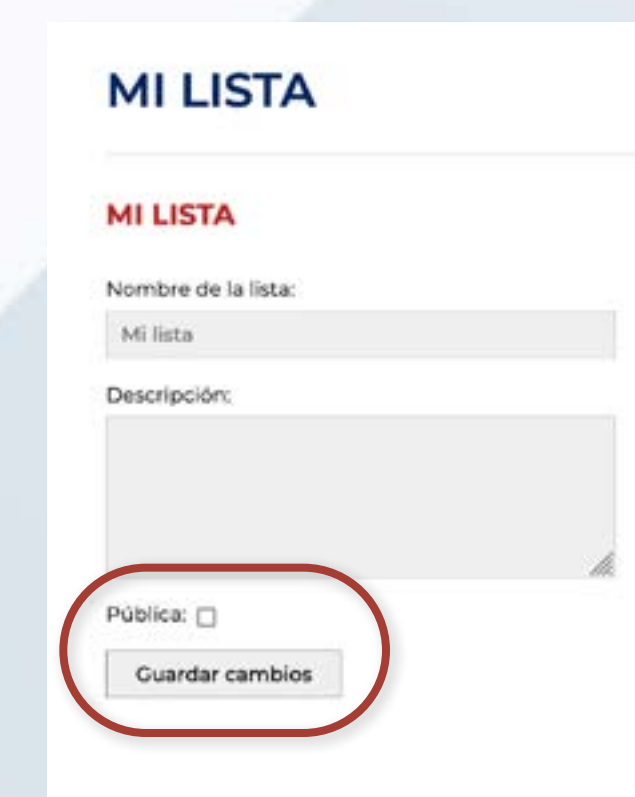 MI LISTA
MI LISTA
Nombre de la lista:
Mi lista
Descripción:
Pública:
Guardar cambios